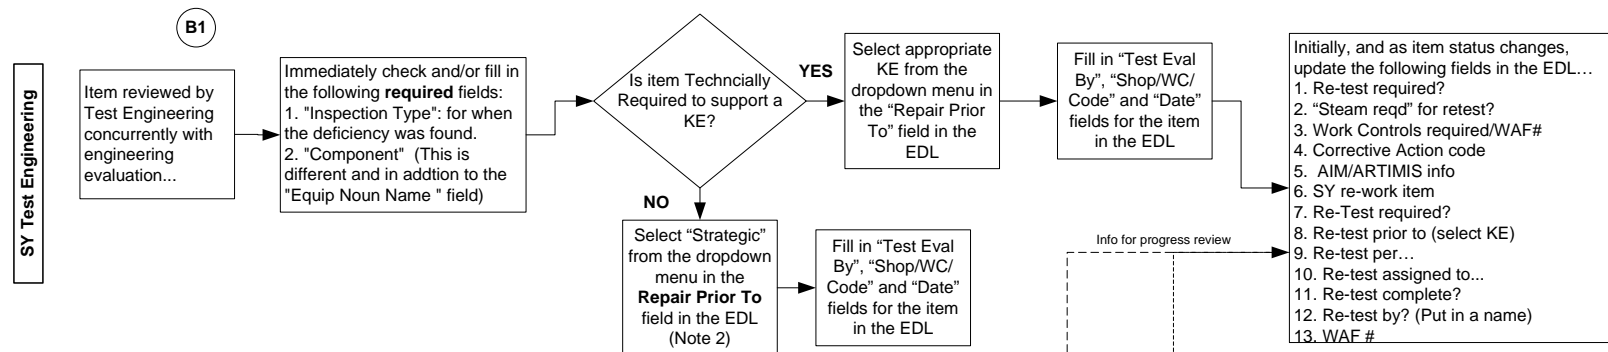 B1
SY Test Engineering
Item reviewed by
Test Engineering
concurrently with
engineering
evaluation...
Immediately check and/or fill in
the following required fields:
1. "Inspection Type": for when
the deficiency was found.
2. "Component"  (This is
different and in addtion to the
"Equip Noun Name " field)
Is item Techncially
Required to support a
KE?
YES
Select appropriate
KE from the
dropdown menu in
the “Repair Prior
To” field in the
EDL
Fill in “Test Eval
By”, “Shop/WC/
Code” and “Date”
fields for the item
in the EDL
NO
Select “Strategic”
from the dropdown
menu in the
Repair Prior To
field in the EDL
(Note 2)
Fill in “Test Eval
By”, “Shop/WC/
Code” and “Date”
fields for the item
in the EDL
Info for progress review
Initially, and as item status changes,
update the following fields in the EDL…
1. Re-test required?
2. “Steam reqd” for retest?
3. Work Controls required/WAF#
4. Corrective Action code
5.  AIM/ARTIMIS info
6. SY re-work item
7. Re-Test required?
8. Re-test prior to (select KE)
9. Re-test per…
10. Re-test assigned to...
11. Re-test complete?
12. Re-test by? (Put in a name)
13. WAF #